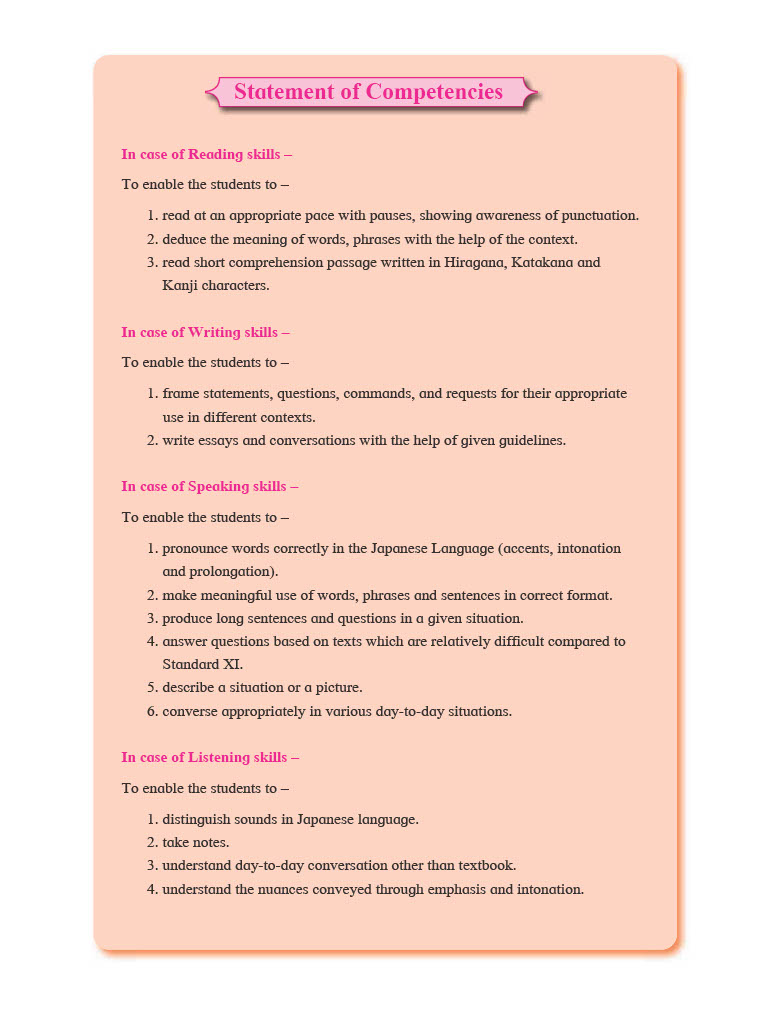 Statement of Competencies
In case of Reading skills –
To enable the students to –
1. read at an appropriate pace with pauses, showing awareness of punctuation.
2. deduce the meaning of words, phrases with the help of the context.
3. read short comprehension passage written in Hiragana, Katakana and
Kanji characters.
In case of Writing skills –
To enable the students to –
1. frame statements, questions, commands, and requests for their appropriate
use in different contexts.
2. write essays and conversations with the help of given guidelines.
In case of Speaking skills –
To enable the students to –
1. pronounce words correctly in the Japanese Language (accents, intonation
and prolongation).
2. make meaningful use of words, phrases and sentences in correct format.
3. produce long sentences and questions in a given situation.
4. answer questions based on texts which are relatively difficult compared to
Standard XI.
5. describe a situation or a picture.
6. converse appropriately in various day-to-day situations.
In case of Listening skills –
To enable the students to –
1. distinguish sounds in Japanese language.
2. take notes.
3. understand day-to-day conversation other than textbook.
4. understand the nuances conveyed through emphasis and intonation.